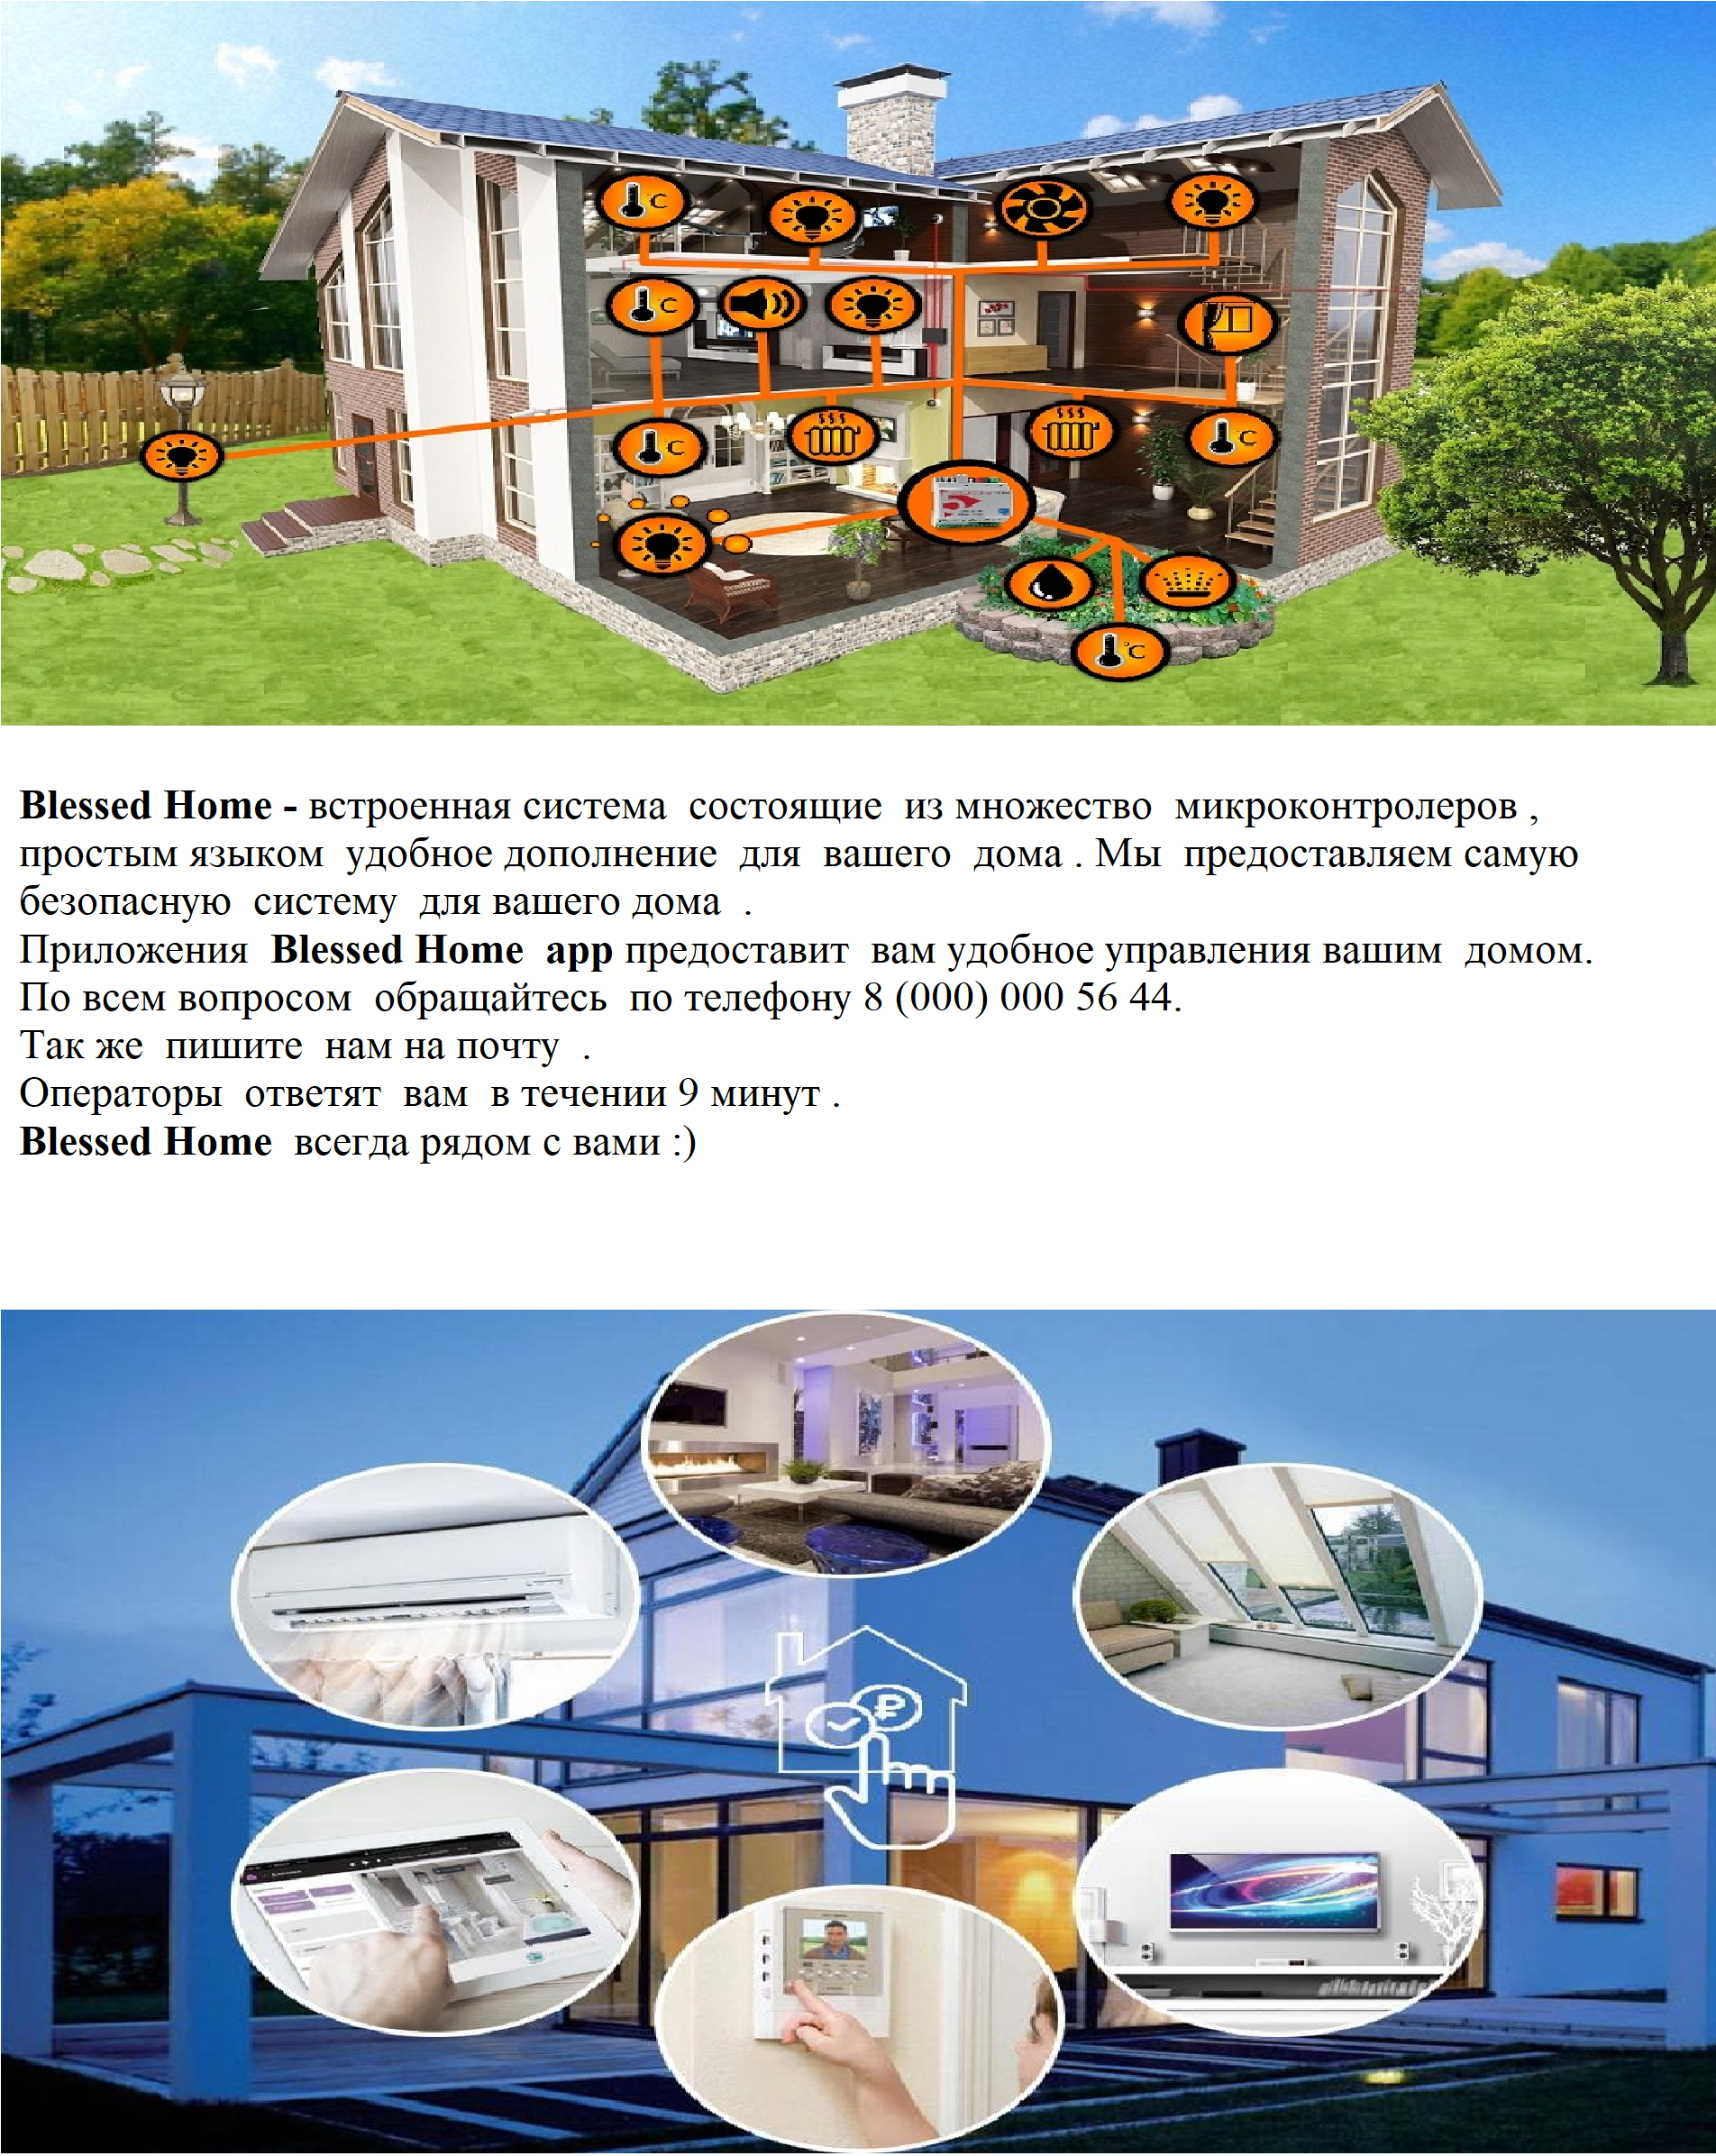 °C
°C
°C
°C
°C
Blessed Home - встроенная система состоящие из множество микроконтролеров ,
простым языком удобное дополнение для вашего дома . Мы предоставляем самую
безопасную систему для вашего дома .
Приложения Blessed Home app предоставит вам удобное управления вашим домом.
По всем вопросом обращайтесь по телефону 8 (000) 000 56 44.
Так же пишите нам на почту .
Операторы ответят вам в течении 9 минут .
Blessed Home всегда рядом с вами :)
₽